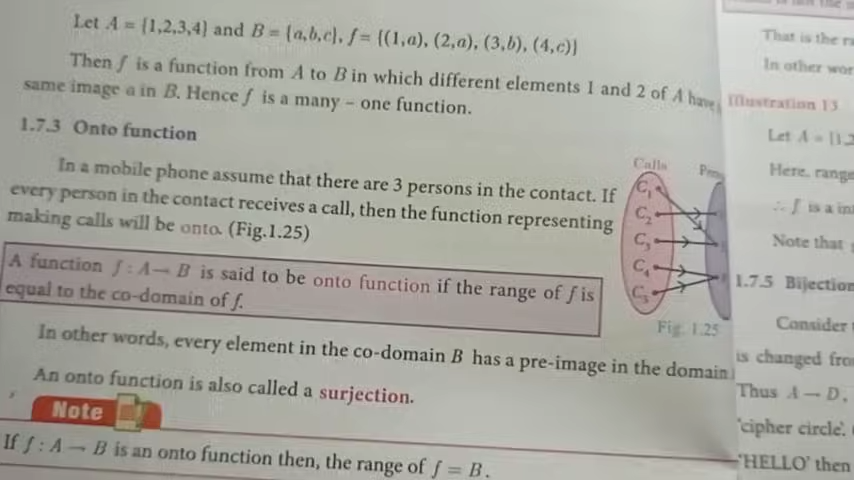 Let A = {1,2,3,4} and B = {a,b,c}, f = {(1,a), (2,a), (3,b), (4,c)}
Then f is a function from A to B in which different elements 1 and 2 of A have
same image a in B. Hence f is a many – one function.
1.7.3 Onto function
In a mobile phone assume that there are 3 persons in the contact. If
every person in the contact receives a call, then the function representing
making calls will be onto. (Fig.1.25)
Calls
C₁
C₂
C₃
C₄
C₅
Fig. 1.25
A function f : A → B is said to be onto function if the range of f is
equal to the co-domain of f.
In other words, every element in the co-domain B has a pre-image in the domain
An onto function is also called a surjection.
Note
If f : A → B is an onto function then, the range of f = B.
That is the
In other
Illustration 13
Let A =
Here, range
∴ f is a
Note that
1.7.5 Bijection
Consider
is changed
Thus A → D,
'cipher circle'.
'HELLO' then